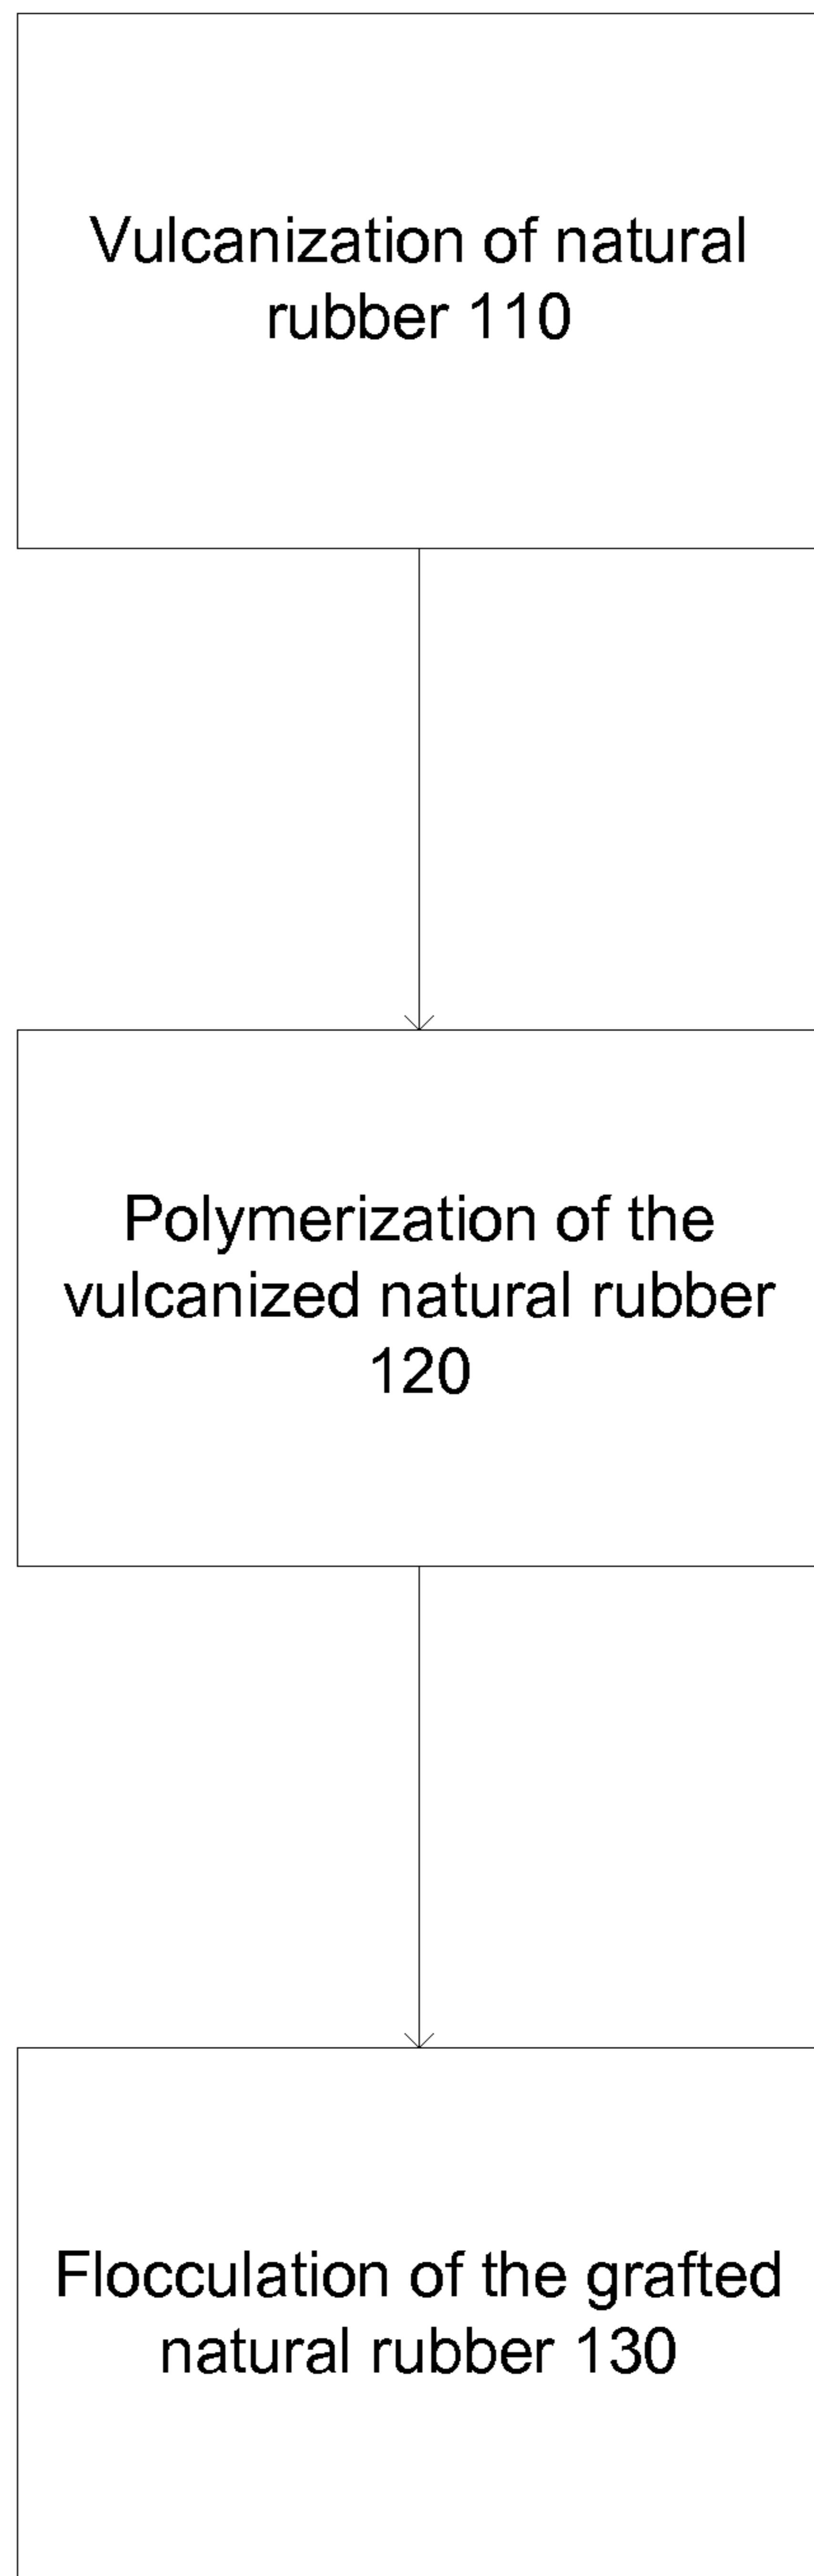 Vulcanization of natural
rubber 110
Polymerization of the
vulcanized natural rubber
120
Flocculation of the grafted
natural rubber 130